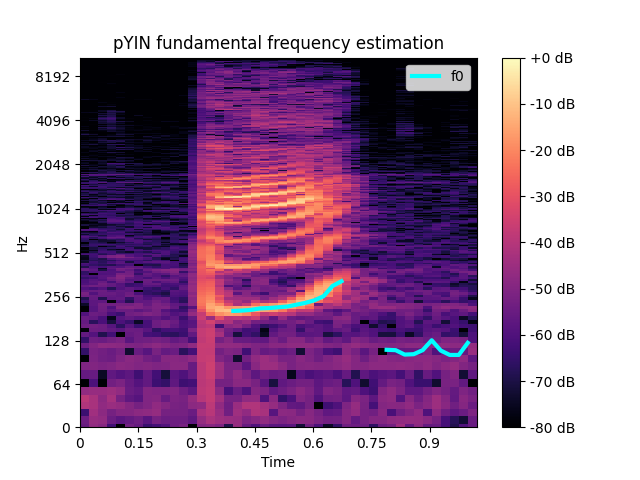 pYIN fundamental frequency estimation
f0
8192
4096
2048
1024
512
256
128
64
0
Hz
0
0.15
0.3
0.45
0.6
0.75
0.9
Time
+0 dB
-10 dB
-20 dB
-30 dB
-40 dB
-50 dB
-60 dB
-70 dB
-80 dB